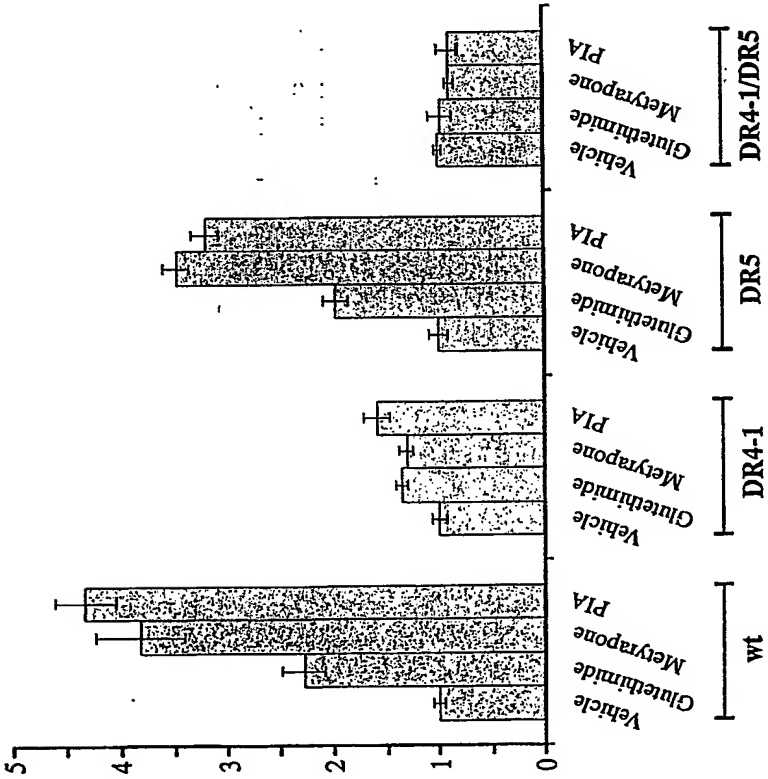 5
4
3
2
1
0
Vehicle
Glutethimide
Metyrapone
PIA
wt
Vehicle
Glutethimide
Metyrapone
PIA
DR4-1
Vehicle
Glutethimide
Metyrapone
PIA
DR5
Vehicle
Glutethimide
Metyrapone
PIA
DR4-1/DR5